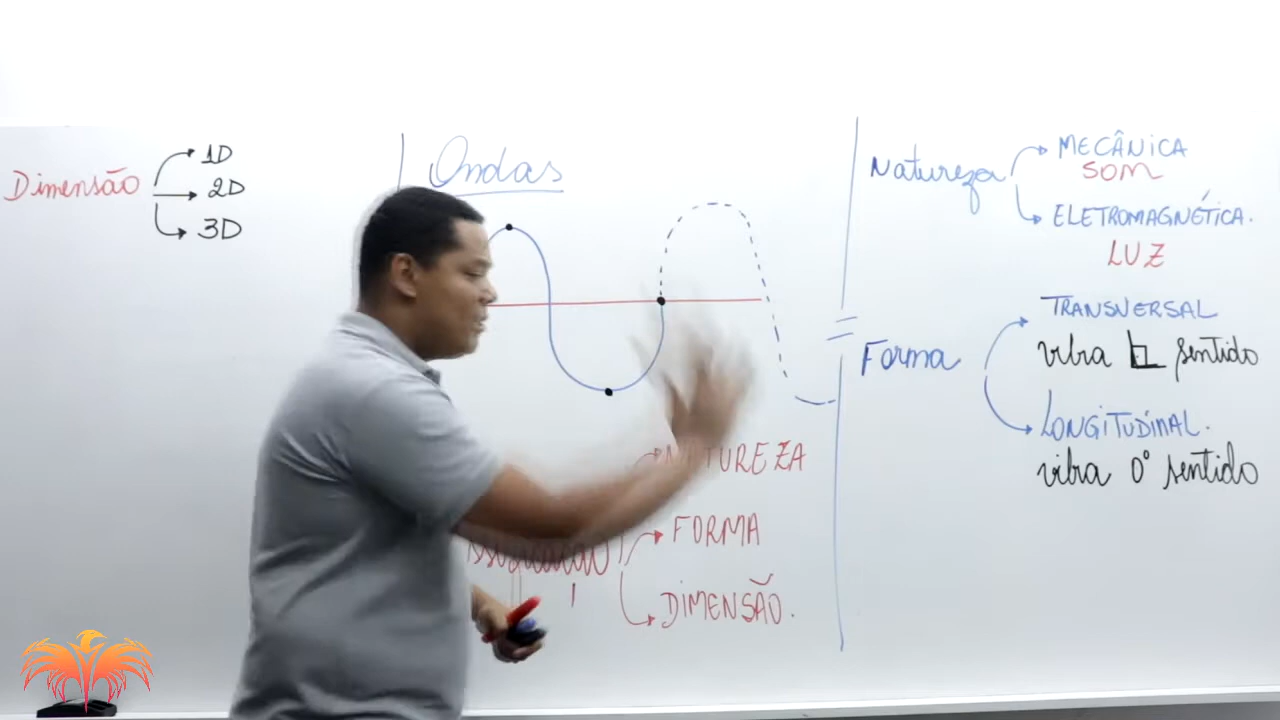 Dimensão
1D
2D
3D
Ondas
NATUREZA
FORMA
DIMENSÃO.
Natureza
MECÂNICA
SOM
ELETROMAGNÉTICA.
LUZ
Forma
TRANSVERSAL
vibra sentido
LONGITUDINAL.
vibra 0° sentido